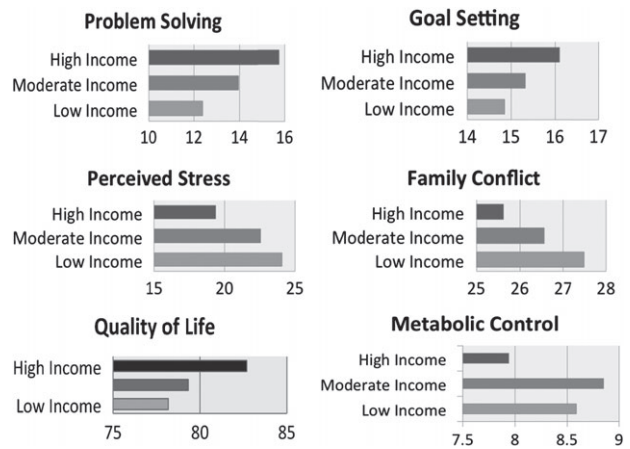 Problem Solving
High Income
Moderate Income
Low Income
10 12 14 16
Goal Setting
High Income
Moderate Income
Low Income
14 15 16 17
Perceived Stress
High Income
Moderate Income
Low Income
15 20 25
Family Conflict
High Income
Moderate Income
Low Income
25 26 27 28
Quality of Life
High Income
Low Income
75 80 85
Metabolic Control
High Income
Moderate Income
Low Income
7.5 8 8.5 9